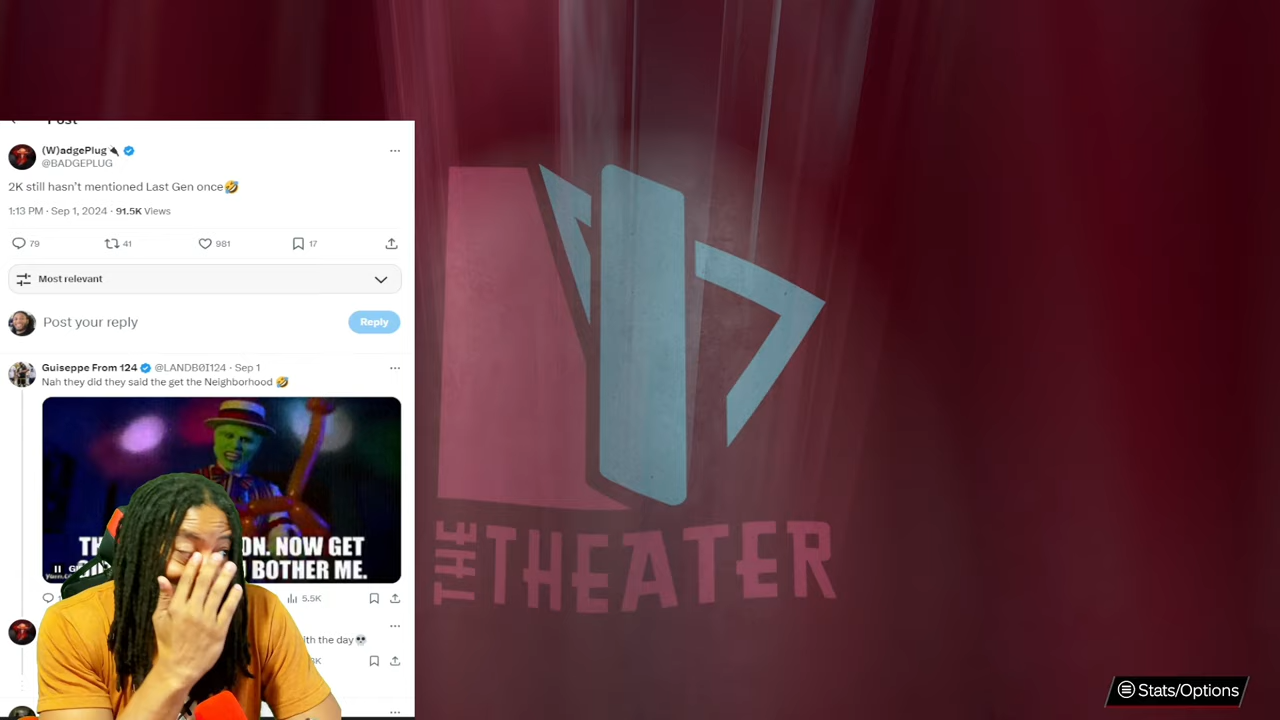 Post
(W)adgePlug
@BADGEPLUG
2K still hasn't mentioned Last Gen once🤣
1:13 PM · Sep 1, 2024 · 91.5K Views
79 41 981 17
Most relevant
Post your reply
Reply
Guiseppe From 124 @LANDB0I124 · Sep 1
Nah they did they said the get the Neighborhood 🤣
ON. NOW GET
BOTHER ME.
5.5K
the day💀
THE THEATER
Stats/Options